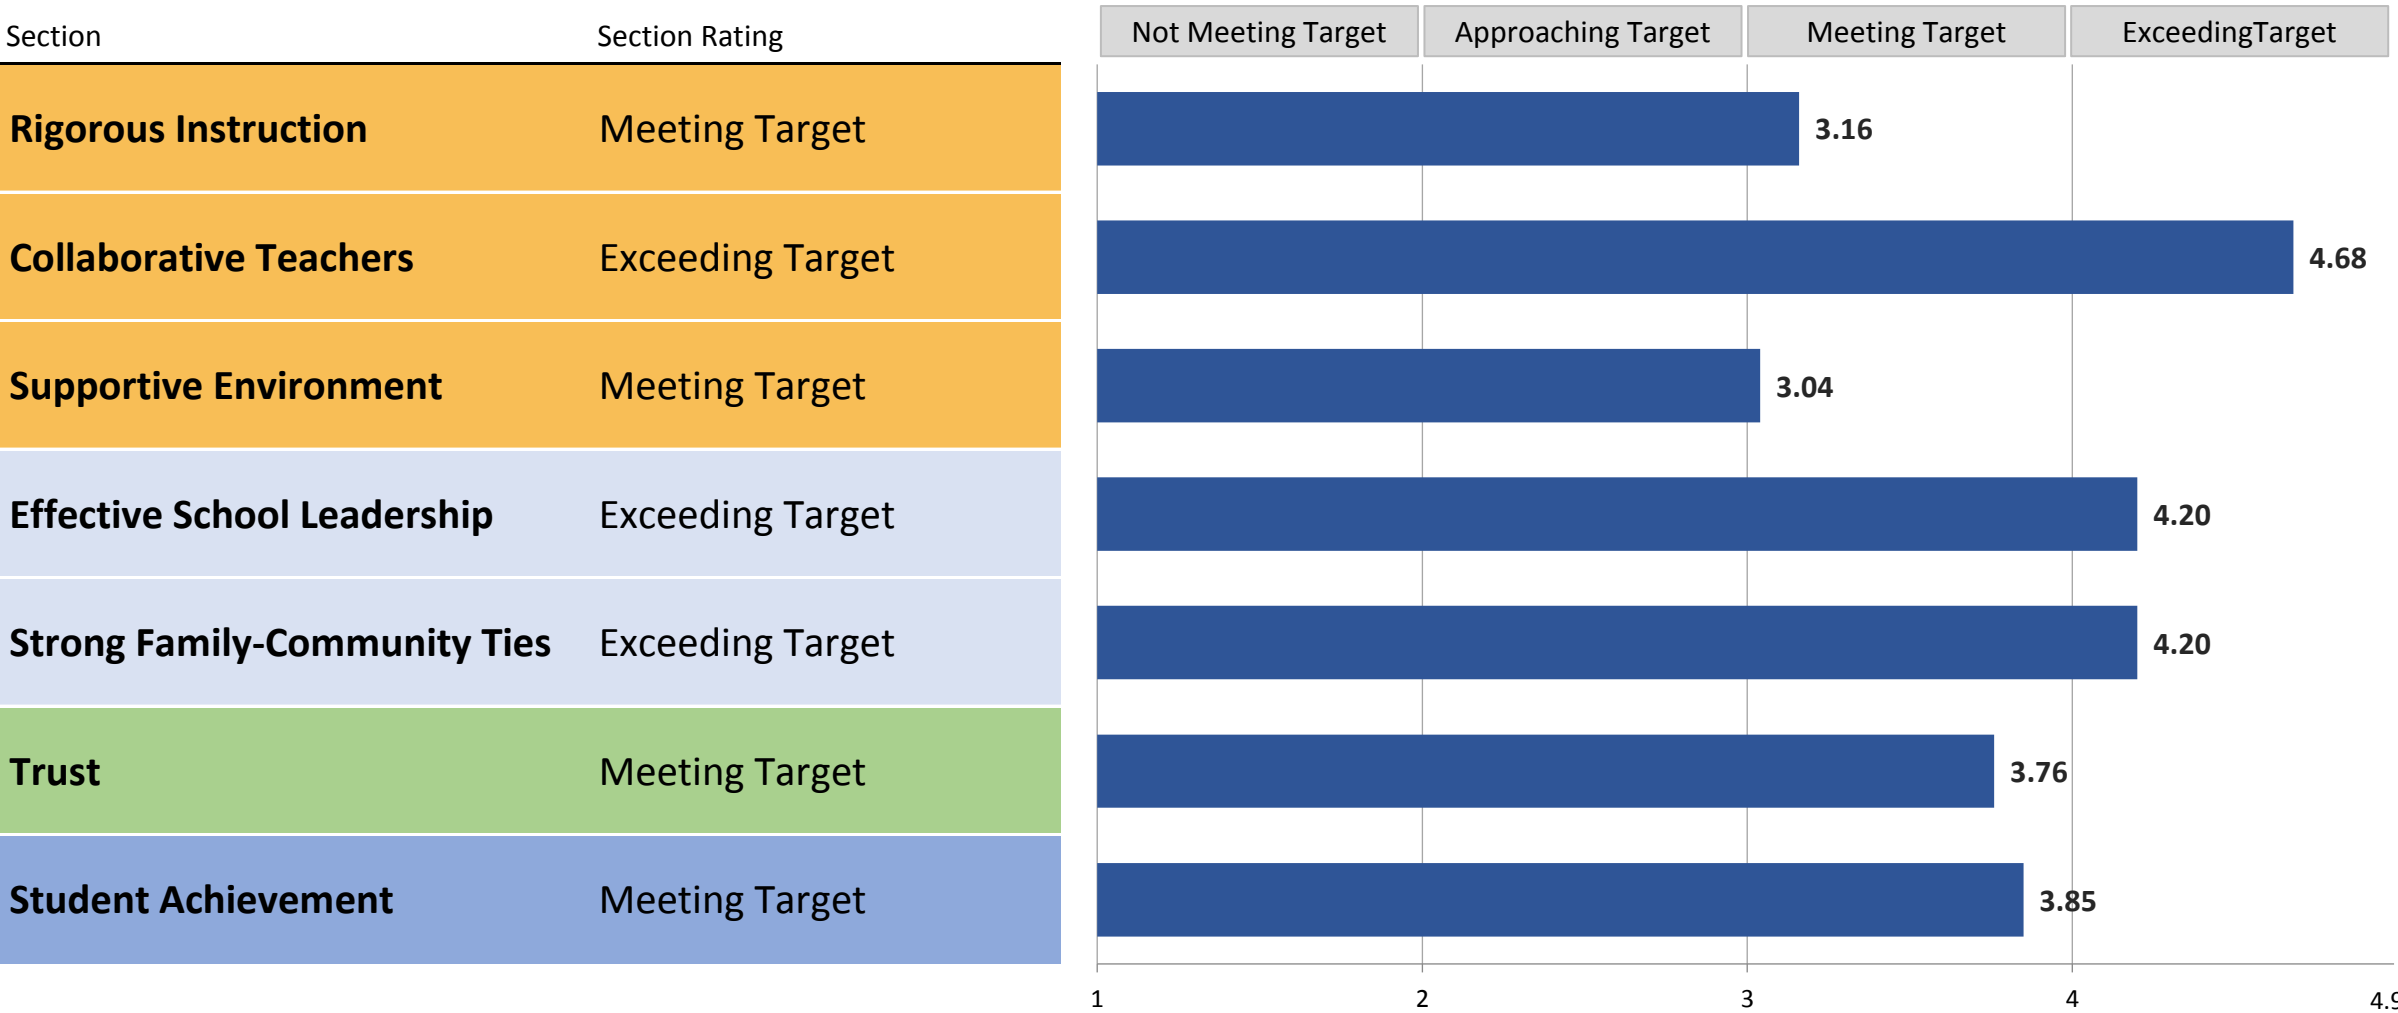 Section Section Rating Not Meeting Target Approaching Target Meeting Target ExceedingTarget
Rigorous Instruction Meeting Target 3.16
Collaborative Teachers Exceeding Target 4.68
Supportive Environment Meeting Target 3.04
Effective School Leadership Exceeding Target 4.20
Strong Family-Community Ties Exceeding Target 4.20
Trust Meeting Target 3.76
Student Achievement Meeting Target 3.85
1 2 3 4 4.9